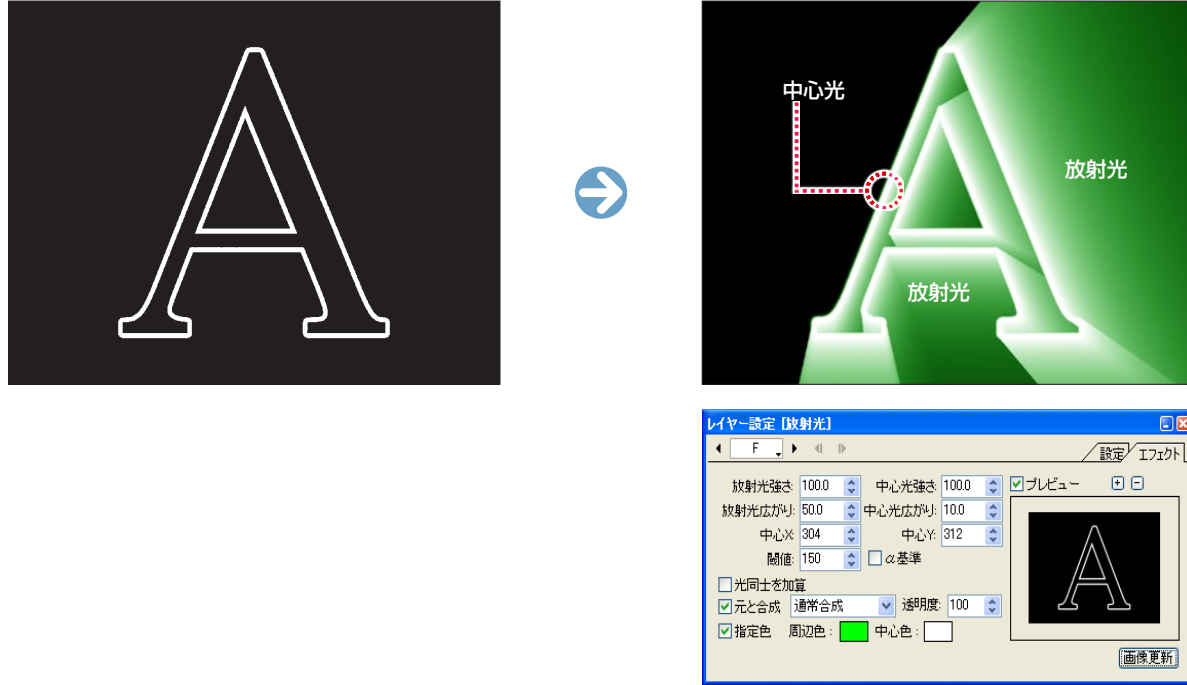 A
中心光
放射光
放射光
レイヤー設定 [放射光]
F
設定 エフェクト
放射光強さ: 100.0 中心光強さ: 100.0 プレビュー
放射光広がり: 50.0 中心光広がり: 10.0
中心X: 304 中心Y: 312
閾値: 150 α基準
光同士を加算
元と合成 通常合成 透明度: 100
指定色 周辺色: 中心色:
画像更新